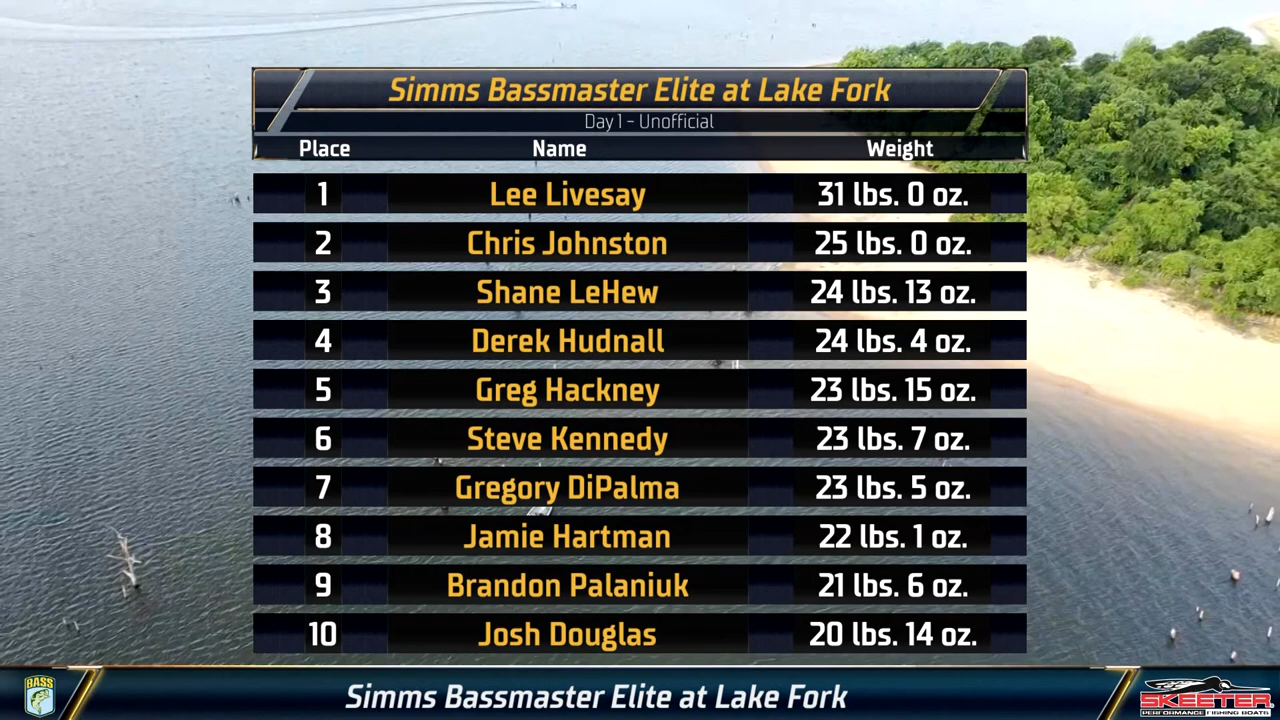 Simms Bassmaster Elite at Lake Fork
Day 1 - Unofficial
Place Name Weight
1 Lee Livesay 31 lbs. 0 oz.
2 Chris Johnston 25 lbs. 0 oz.
3 Shane LeHew 24 lbs. 13 oz.
4 Derek Hudnall 24 lbs. 4 oz.
5 Greg Hackney 23 lbs. 15 oz.
6 Steve Kennedy 23 lbs. 7 oz.
7 Gregory DiPalma 23 lbs. 5 oz.
8 Jamie Hartman 22 lbs. 1 oz.
9 Brandon Palaniuk 21 lbs. 6 oz.
10 Josh Douglas 20 lbs. 14 oz.
BASS
Simms Bassmaster Elite at Lake Fork
SKEETER
PERFORMANCE FISHING BOATS